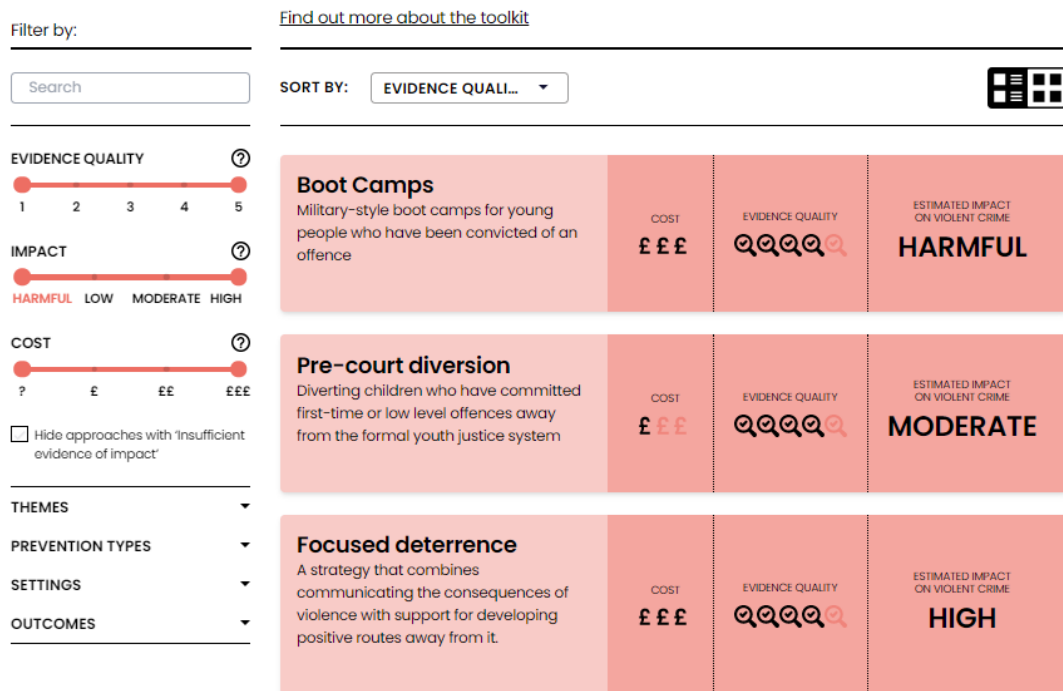 Filter by:
Search
EVIDENCE QUALITY ?
1 2 3 4 5
IMPACT ?
HARMFUL LOW MODERATE HIGH
COST ?
? £ ££ £££
Hide approaches with ‘Insufficient
evidence of impact’
THEMES
PREVENTION TYPES
SETTINGS
OUTCOMES
Find out more about the toolkit
SORT BY: EVIDENCE QUALI...
Boot Camps
Military-style boot camps for young
people who have been convicted of an
offence
COST
£££
EVIDENCE QUALITY
ESTIMATED IMPACT
ON VIOLENT CRIME
HARMFUL
Pre-court diversion
Diverting children who have committed
first-time or low level offences away
from the formal youth justice system
COST
£££
EVIDENCE QUALITY
ESTIMATED IMPACT
ON VIOLENT CRIME
MODERATE
Focused deterrence
A strategy that combines
communicating the consequences of
violence with support for developing
positive routes away from it.
COST
£££
EVIDENCE QUALITY
ESTIMATED IMPACT
ON VIOLENT CRIME
HIGH